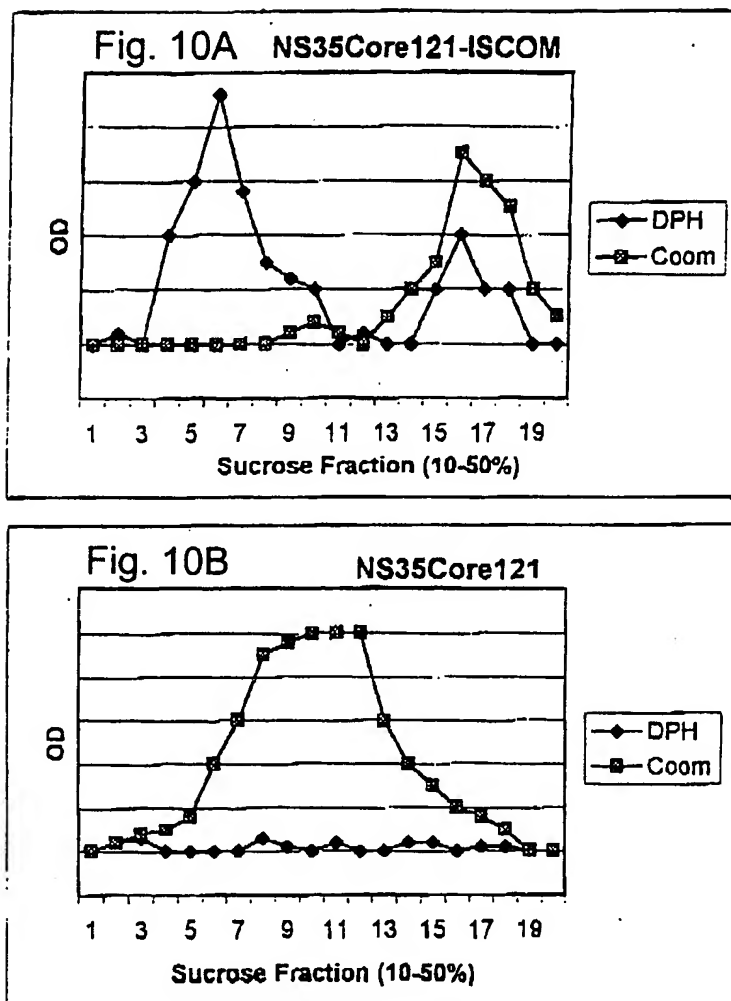 Fig. 10A NS35Core121-ISCOM
OD
DPH
Coom
1 3 5 7 9 11 13 15 17 19
Sucrose Fraction (10-50%)
Fig. 10B NS35Core121
OD
DPH
Coom
1 3 5 7 9 11 13 15 17 19
Sucrose Fraction (10-50%)